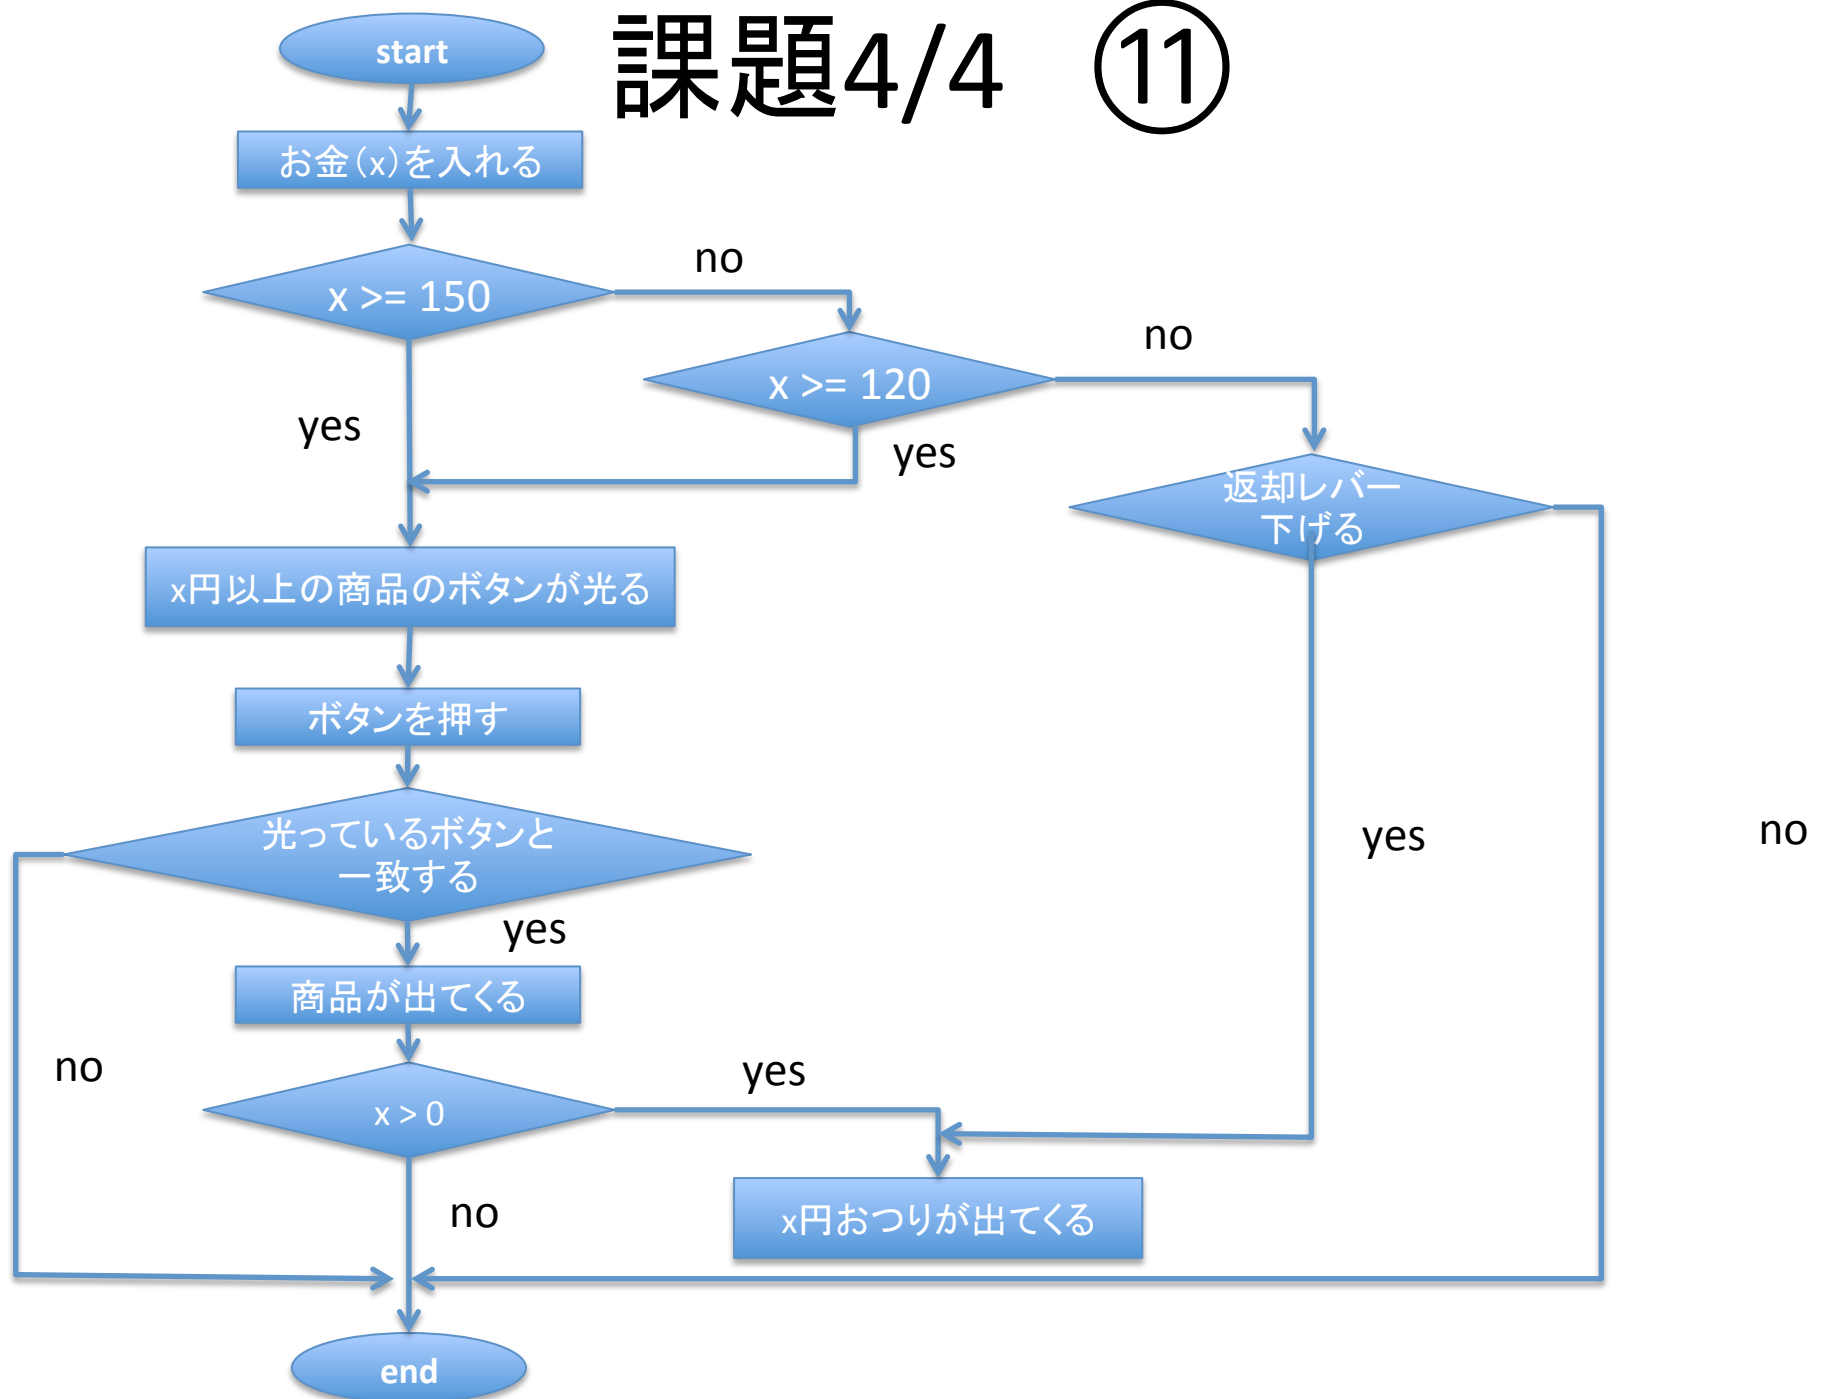 課題4/4 ⑪
start
お金(x)を入れる
x >= 150
no
x >= 120
no
yes
yes
返却レバー
下げる
x円以上の商品のボタンが光る
ボタンを押す
光っているボタンと
一致する
yes
no
yes
商品が出てくる
no
x > 0
yes
no
x円おつりが出てくる
end